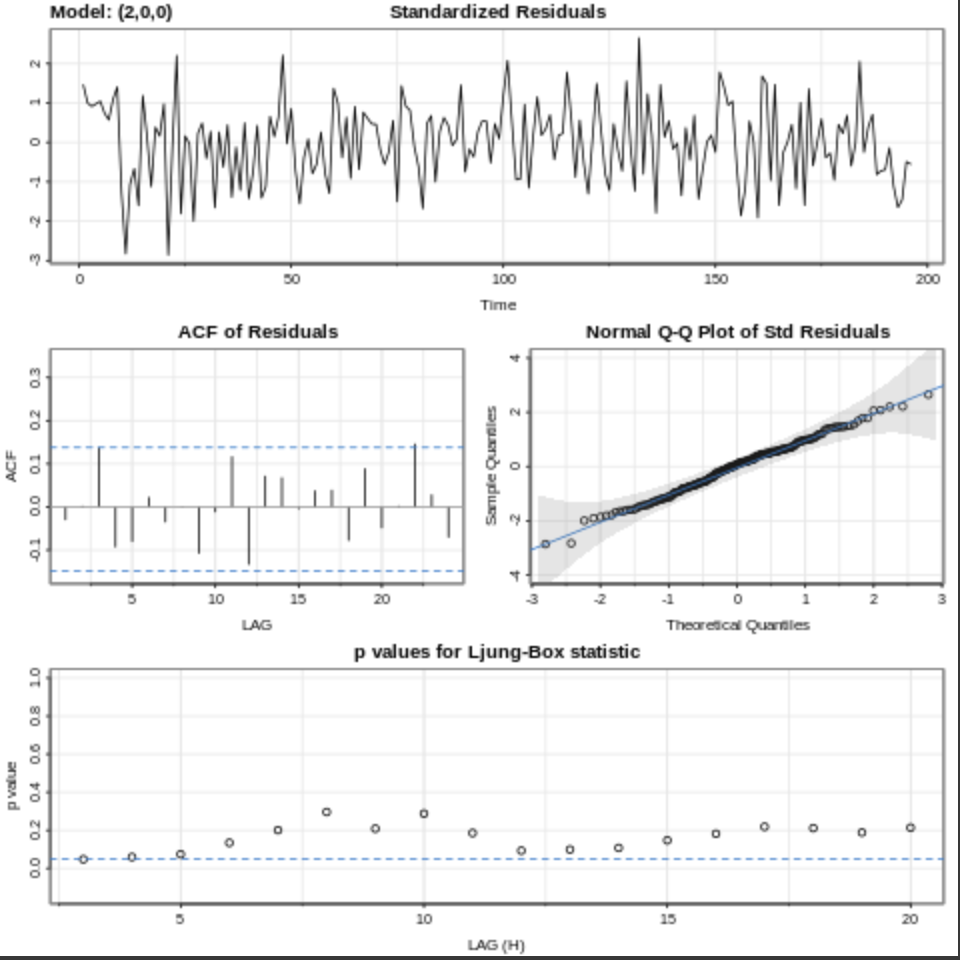 Model: (2,0,0) Standardized Residuals
2
1
0
-1
-2
-3
0 50 100 150 200
Time
ACF of Residuals
0.3
0.2
0.1
0.0
-0.1
ACF
5 10 15 20
LAG
Normal Q-Q Plot of Std Residuals
4
2
0
-2
-4
Sample Quantiles
-3 -2 -1 0 1 2 3
Theoretical Quantiles
p values for Ljung-Box statistic
1.0
0.8
0.6
0.4
0.2
0.0
p value
5 10 15 20
LAG (H)